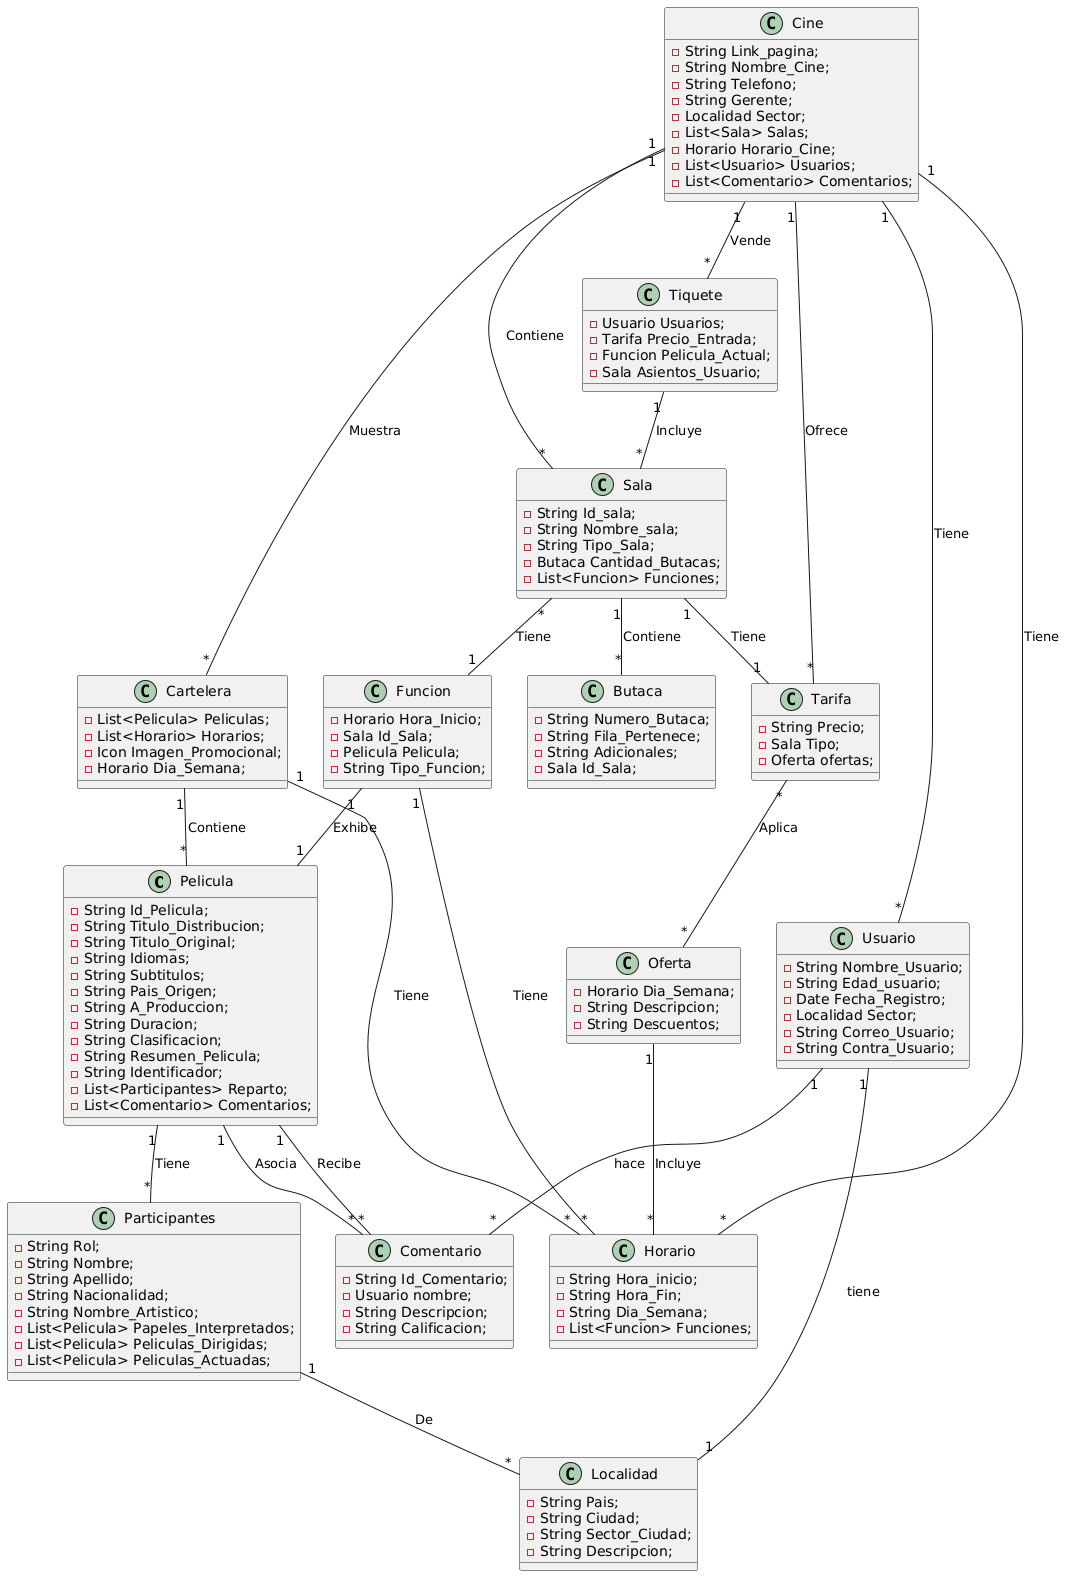 C Cine
String Link_pagina;
String Nombre_Cine;
String Telefono;
String Gerente;
Localidad Sector;
List<Sala> Salas;
Horario Horario_Cine;
List<Usuario> Usuarios;
List<Comentario> Comentarios;
1
1
1
1 1 1
Vende
*
C Tiquete
Usuario Usuarios;
Tarifa Precio_Entrada;
Funcion Pelicula_Actual;
Sala Asientos_Usuario;
Contiene
1
Muestra
Incluye
Ofrece
* *
C Sala
String Id_sala;
String Nombre_sala;
String Tipo_Sala;
Butaca Cantidad_Butacas;
List<Funcion> Funciones;
Tiene
* 1 1
Tiene Contiene Tiene Tiene
* 1 * 1 *
C Cartelera
List<Pelicula> Peliculas;
List<Horario> Horarios;
Icon Imagen_Promocional;
Horario Dia_Semana;
C Funcion
Horario Hora_Inicio;
Sala Id_Sala;
Pelicula Pelicula;
String Tipo_Funcion;
C Butaca
String Numero_Butaca;
String Fila_Pertenece;
String Adicionales;
Sala Id_Sala;
C Tarifa
String Precio;
Sala Tipo;
Oferta ofertas;
1
1 1 1 *
Contiene Exhibe Aplica
* 1
C Pelicula
String Id_Pelicula;
String Titulo_Distribucion;
String Titulo_Original;
String Idiomas;
String Subtitulos;
String Pais_Origen;
String A_Produccion;
String Duracion;
String Clasificacion;
String Resumen_Pelicula;
String Identificador;
List<Participantes> Reparto;
List<Comentario> Comentarios;
Tiene Tiene
* *
C Oferta
Horario Dia_Semana;
String Descripcion;
String Descuentos;
C Usuario
String Nombre_Usuario;
String Edad_usuario;
Date Fecha_Registro;
Localidad Sector;
String Correo_Usuario;
String Contra_Usuario;
1 1 1
1 1 1
Tiene Asocia Recibe hace Incluye
* * * * * * * *
C Participantes
String Rol;
String Nombre;
String Apellido;
String Nacionalidad;
String Nombre_Artistico;
List<Pelicula> Papeles_Interpretados;
List<Pelicula> Peliculas_Dirigidas;
List<Pelicula> Peliculas_Actuadas;
C Comentario
String Id_Comentario;
Usuario nombre;
String Descripcion;
String Calificacion;
C Horario
String Hora_inicio;
String Hora_Fin;
String Dia_Semana;
List<Funcion> Funciones;
tiene
1
De
* 1
C Localidad
String Pais;
String Ciudad;
String Sector_Ciudad;
String Descripcion;